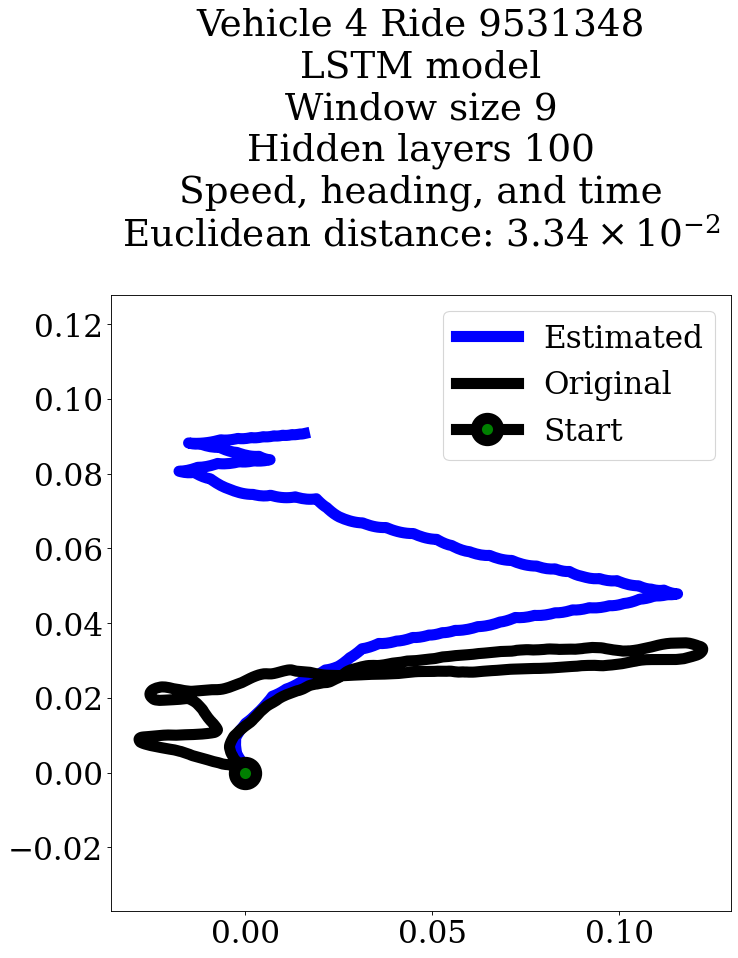 Vehicle 4 Ride 9531348
LSTM model
Window size 9
Hidden layers 100
Speed, heading, and time
Euclidean distance: 3.34 × 10⁻²
Estimated
Original
Start
0.12
0.10
0.08
0.06
0.04
0.02
0.00
−0.02
0.00 0.05 0.10